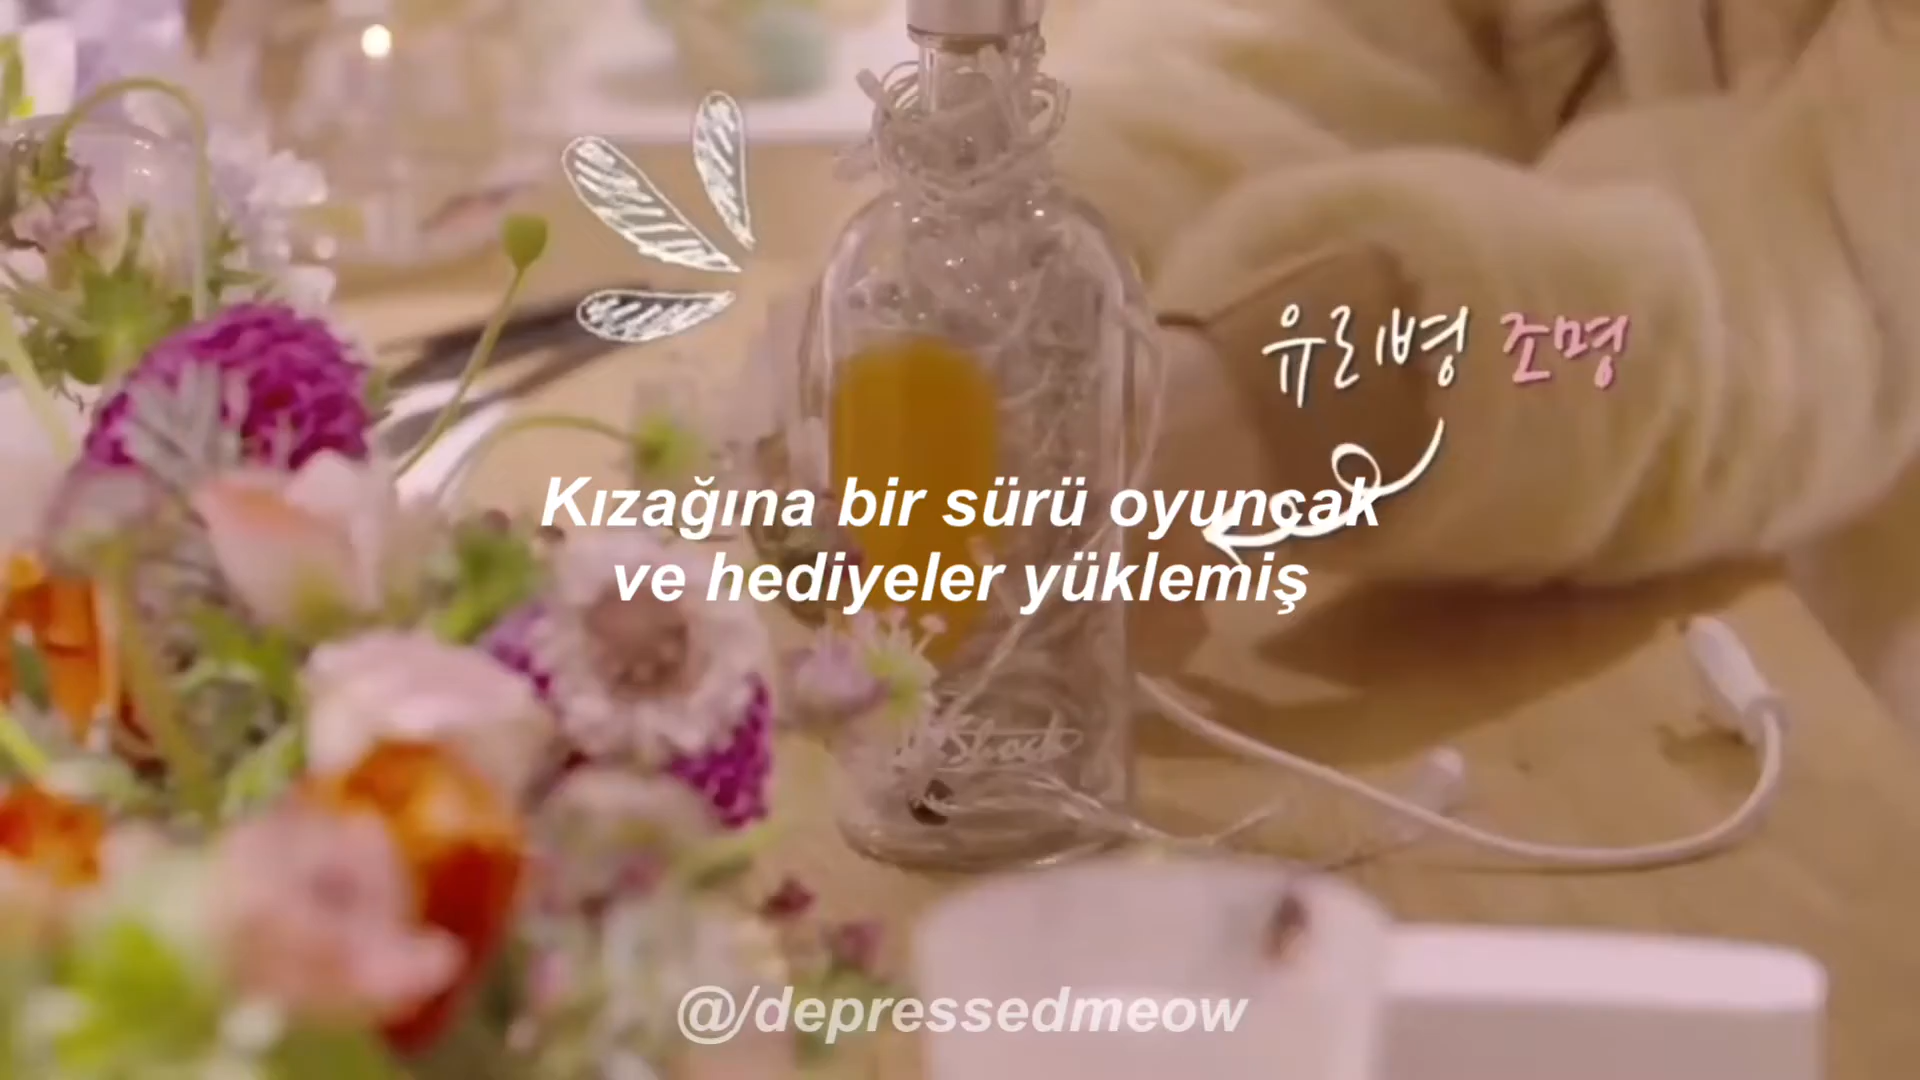 유리병 조명
Kızağına bir sürü oyuncak
ve hediyeler yüklemiş
@/depressedmeow